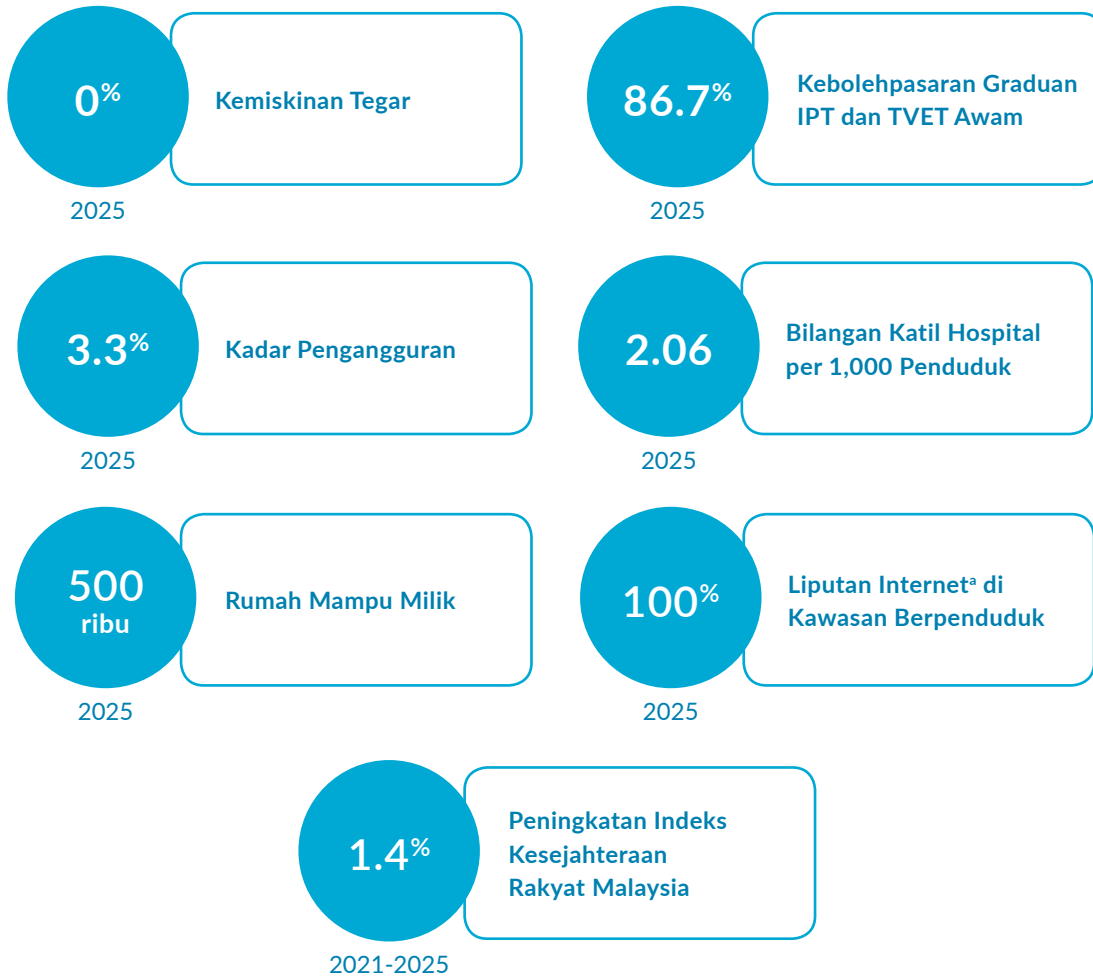 0%
Kemiskinan Tegar
2025
86.7%
Kebolehpasaran Graduan
IPT dan TVET Awam
2025
3.3%
Kadar Pengangguran
2025
2.06
Bilangan Katil Hospital
per 1,000 Penduduk
2025
500
ribu
Rumah Mampu Milik
2025
100%
Liputan Internetᵃ di
Kawasan Berpenduduk
2025
1.4%
Peningkatan Indeks
Kesejahteraan
Rakyat Malaysia
2021-2025